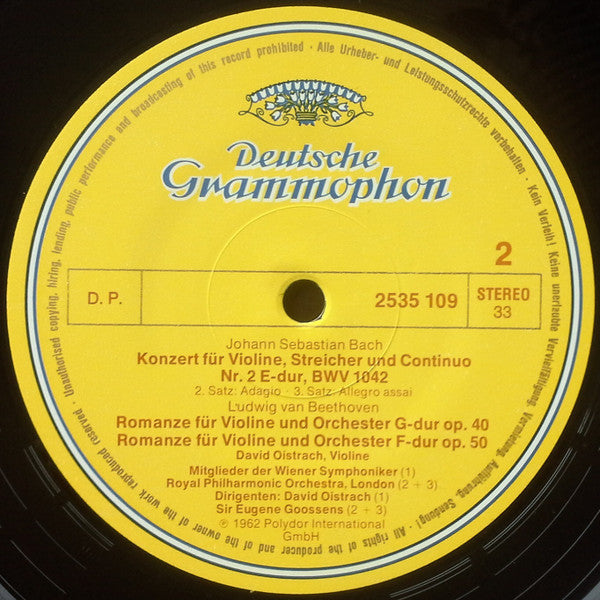 Alle Urheber- und Leistungsschutzrechte vorbehalten · Kein Verleih! Keine unerlaubte Vervielfältigung, Vermietung, Aufführung, Sendung! · All rights of the producer and of the owner of the work reproduced reserved · Unauthorised copying, hiring, lending, public performance and broadcasting of this record prohibited ·
Deutsche
Grammophon
2
D. P.
2535 109
STEREO
33
Johann Sebastian Bach
Konzert für Violine, Streicher und Continuo
Nr. 2 E-dur, BWV 1042
2. Satz: Adagio · 3. Satz: Allegro assai
Ludwig van Beethoven
Romanze für Violine und Orchester G-dur op. 40
Romanze für Violine und Orchester F-dur op. 50
David Oistrach, Violine
Mitglieder der Wiener Symphoniker (1)
Royal Philharmonic Orchestra, London (2 + 3)
Dirigenten: David Oistrach (1)
Sir Eugene Goossens (2 + 3)
℗ 1962 Polydor International
GmbH